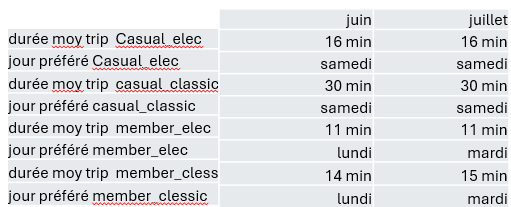 juin juillet
durée moy trip Casual_elec 16 min 16 min
jour préféré Casual_elec samedi samedi
durée moy trip casual_classic 30 min 30 min
jour préféré casual_classic samedi samedi
durée moy trip member_elec 11 min 11 min
jour préféré member_elec lundi mardi
durée moy trip member_cless 14 min 15 min
jour préféré member_clessic lundi mardi